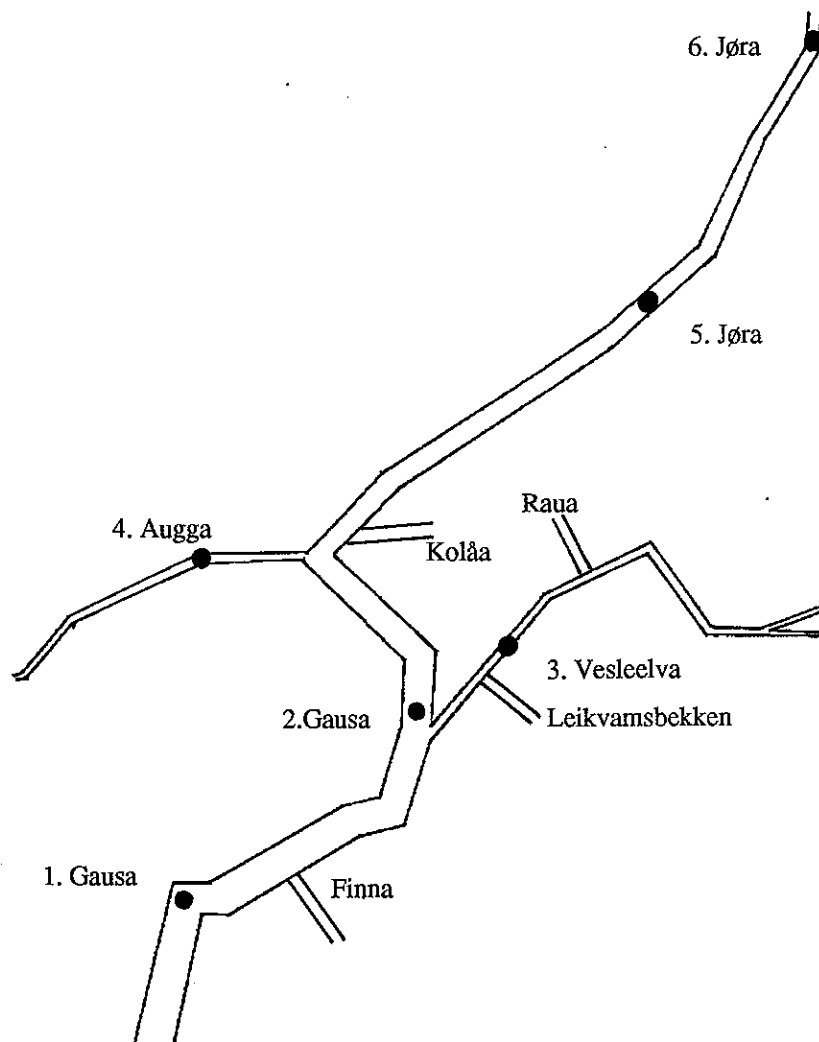 6. Jøra
5. Jøra
Raua
4. Augga
Kolåa
3. Vesleelva
2.Gausa
Leikvamsbekken
1. Gausa
Finna